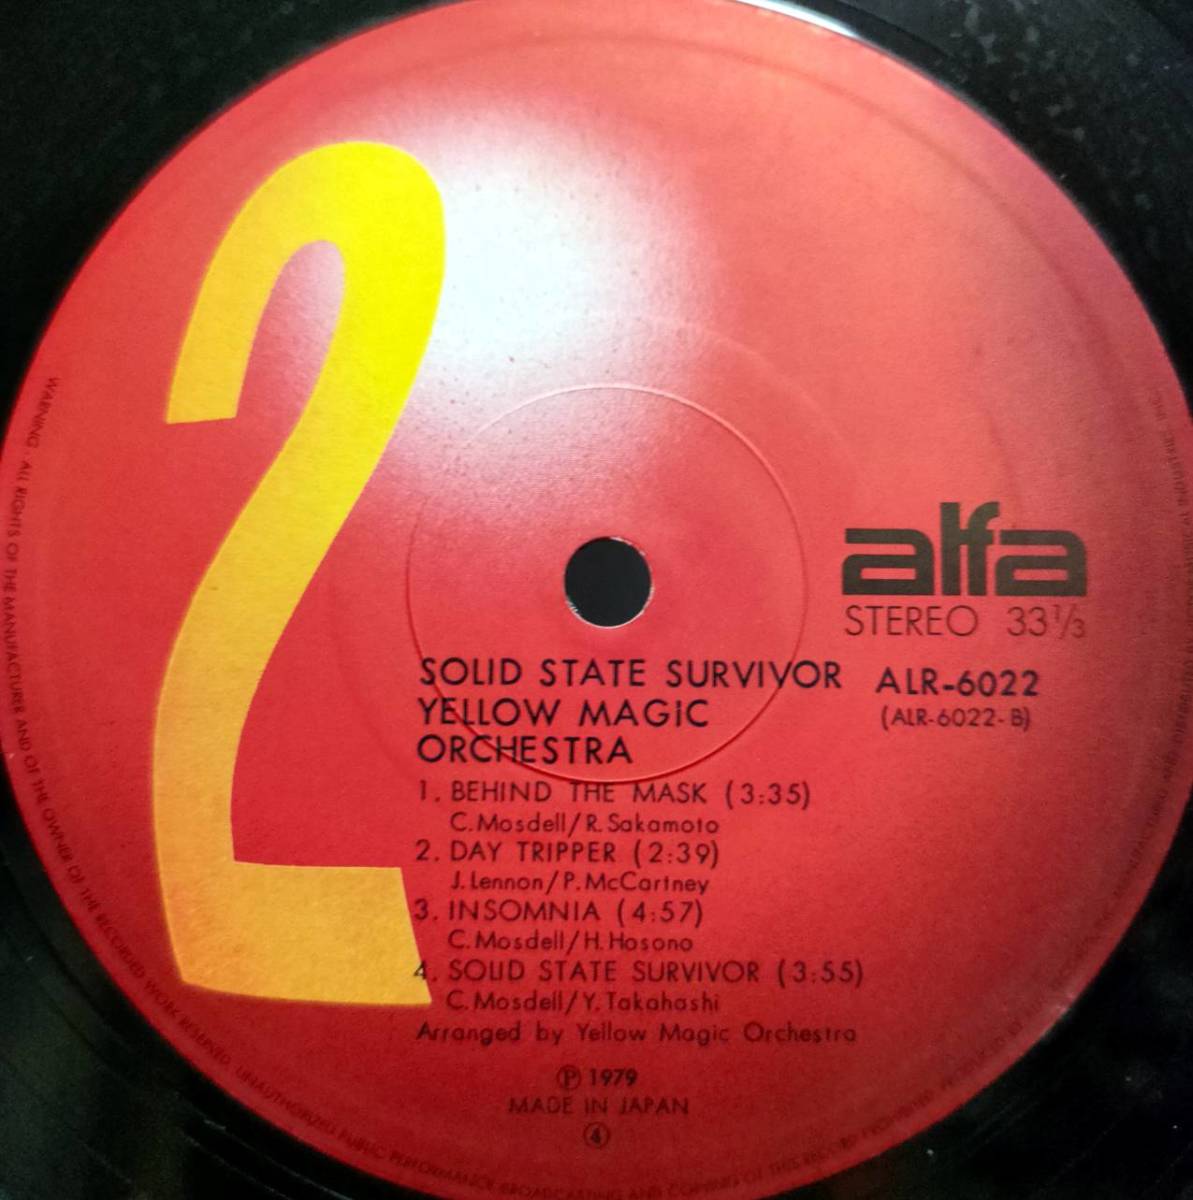 2
alfa
STEREO 33 1/3
SOLID STATE SURVIVOR ALR-6022
YELLOW MAGiC (ALR-6022-B)
ORCHESTRA
1. BEHIND THE MASK (3:35)
C.Mosdell/R.Sakamoto
2. DAY TRIPPER (2:39)
J.Lennon/P.McCartney
3. INSOMNIA (4:57)
C.Mosdell/H.Hosono
4. SOLID STATE SURVIVOR (3:55)
C.Mosdell/Y.Takahashi
Arranged by Yellow Magic Orchestra
Ⓟ 1979
MADE IN JAPAN
④
WARNING · ALL RIGHTS OF THE MANUFACTURER AND OF THE OWNER OF THE RECORDED WORK RESERVED. UNAUTHORIZED PUBLIC PERFORMANCE BROADCASTING AND COPYING OF THIS RECORD PROHIBITED